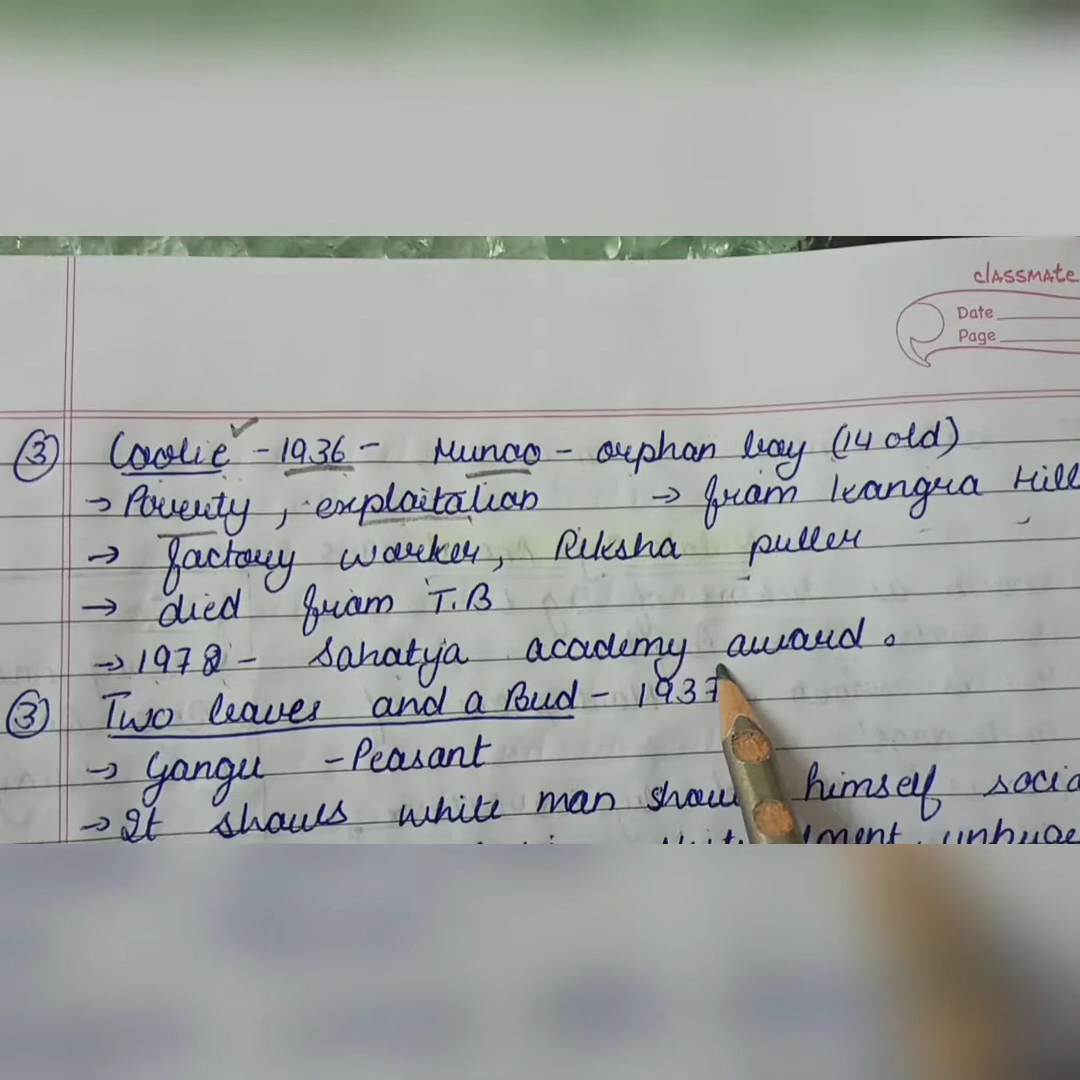 classmate
Date
Page
③ Coolie ✓ - 1936 - Munoo - orphan boy (14 old)
→ Poverty, exploitation → from kangra Hill
→ factory worker, Riksha puller
→ died from T.B
→ 1972 - Sahatya academy award.
③ Two leaves and a Bud - 1937
→ Gangu - Peasant
→ It shows white man show himself socia